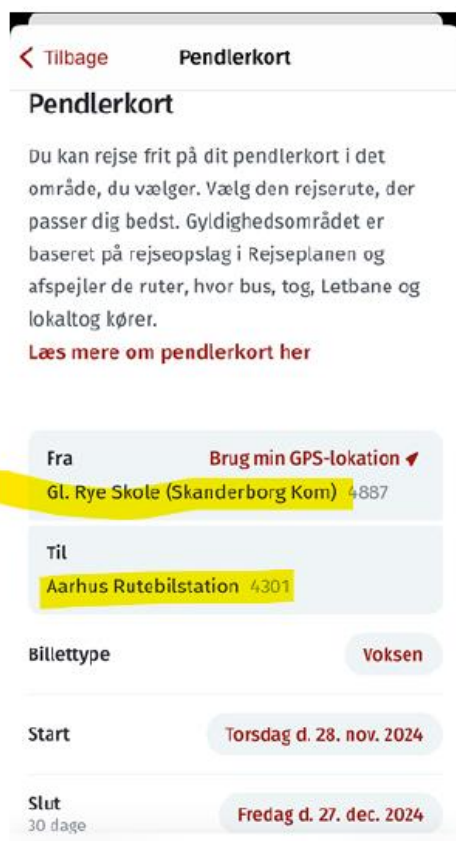 Tilbage
Pendlerkort
Pendlerkort
Du kan rejse frit på dit pendlerkort i det
område, du vælger. Vælg den rejserute, der
passer dig bedst. Gyldighedsområdet er
baseret på rejseopslag i Rejseplanen og
afspejler de ruter, hvor bus, tog, Letbane og
lokaltog kører.
Læs mere om pendlerkort her
Fra
Brug min GPS-lokation
Gl. Rye Skole (Skanderborg Kom) 4887
Til
Aarhus Rutebilstation 4301
Billettype
Voksen
Start
Torsdag d. 28. nov. 2024
Slut
30 dage
Fredag d. 27. dec. 2024